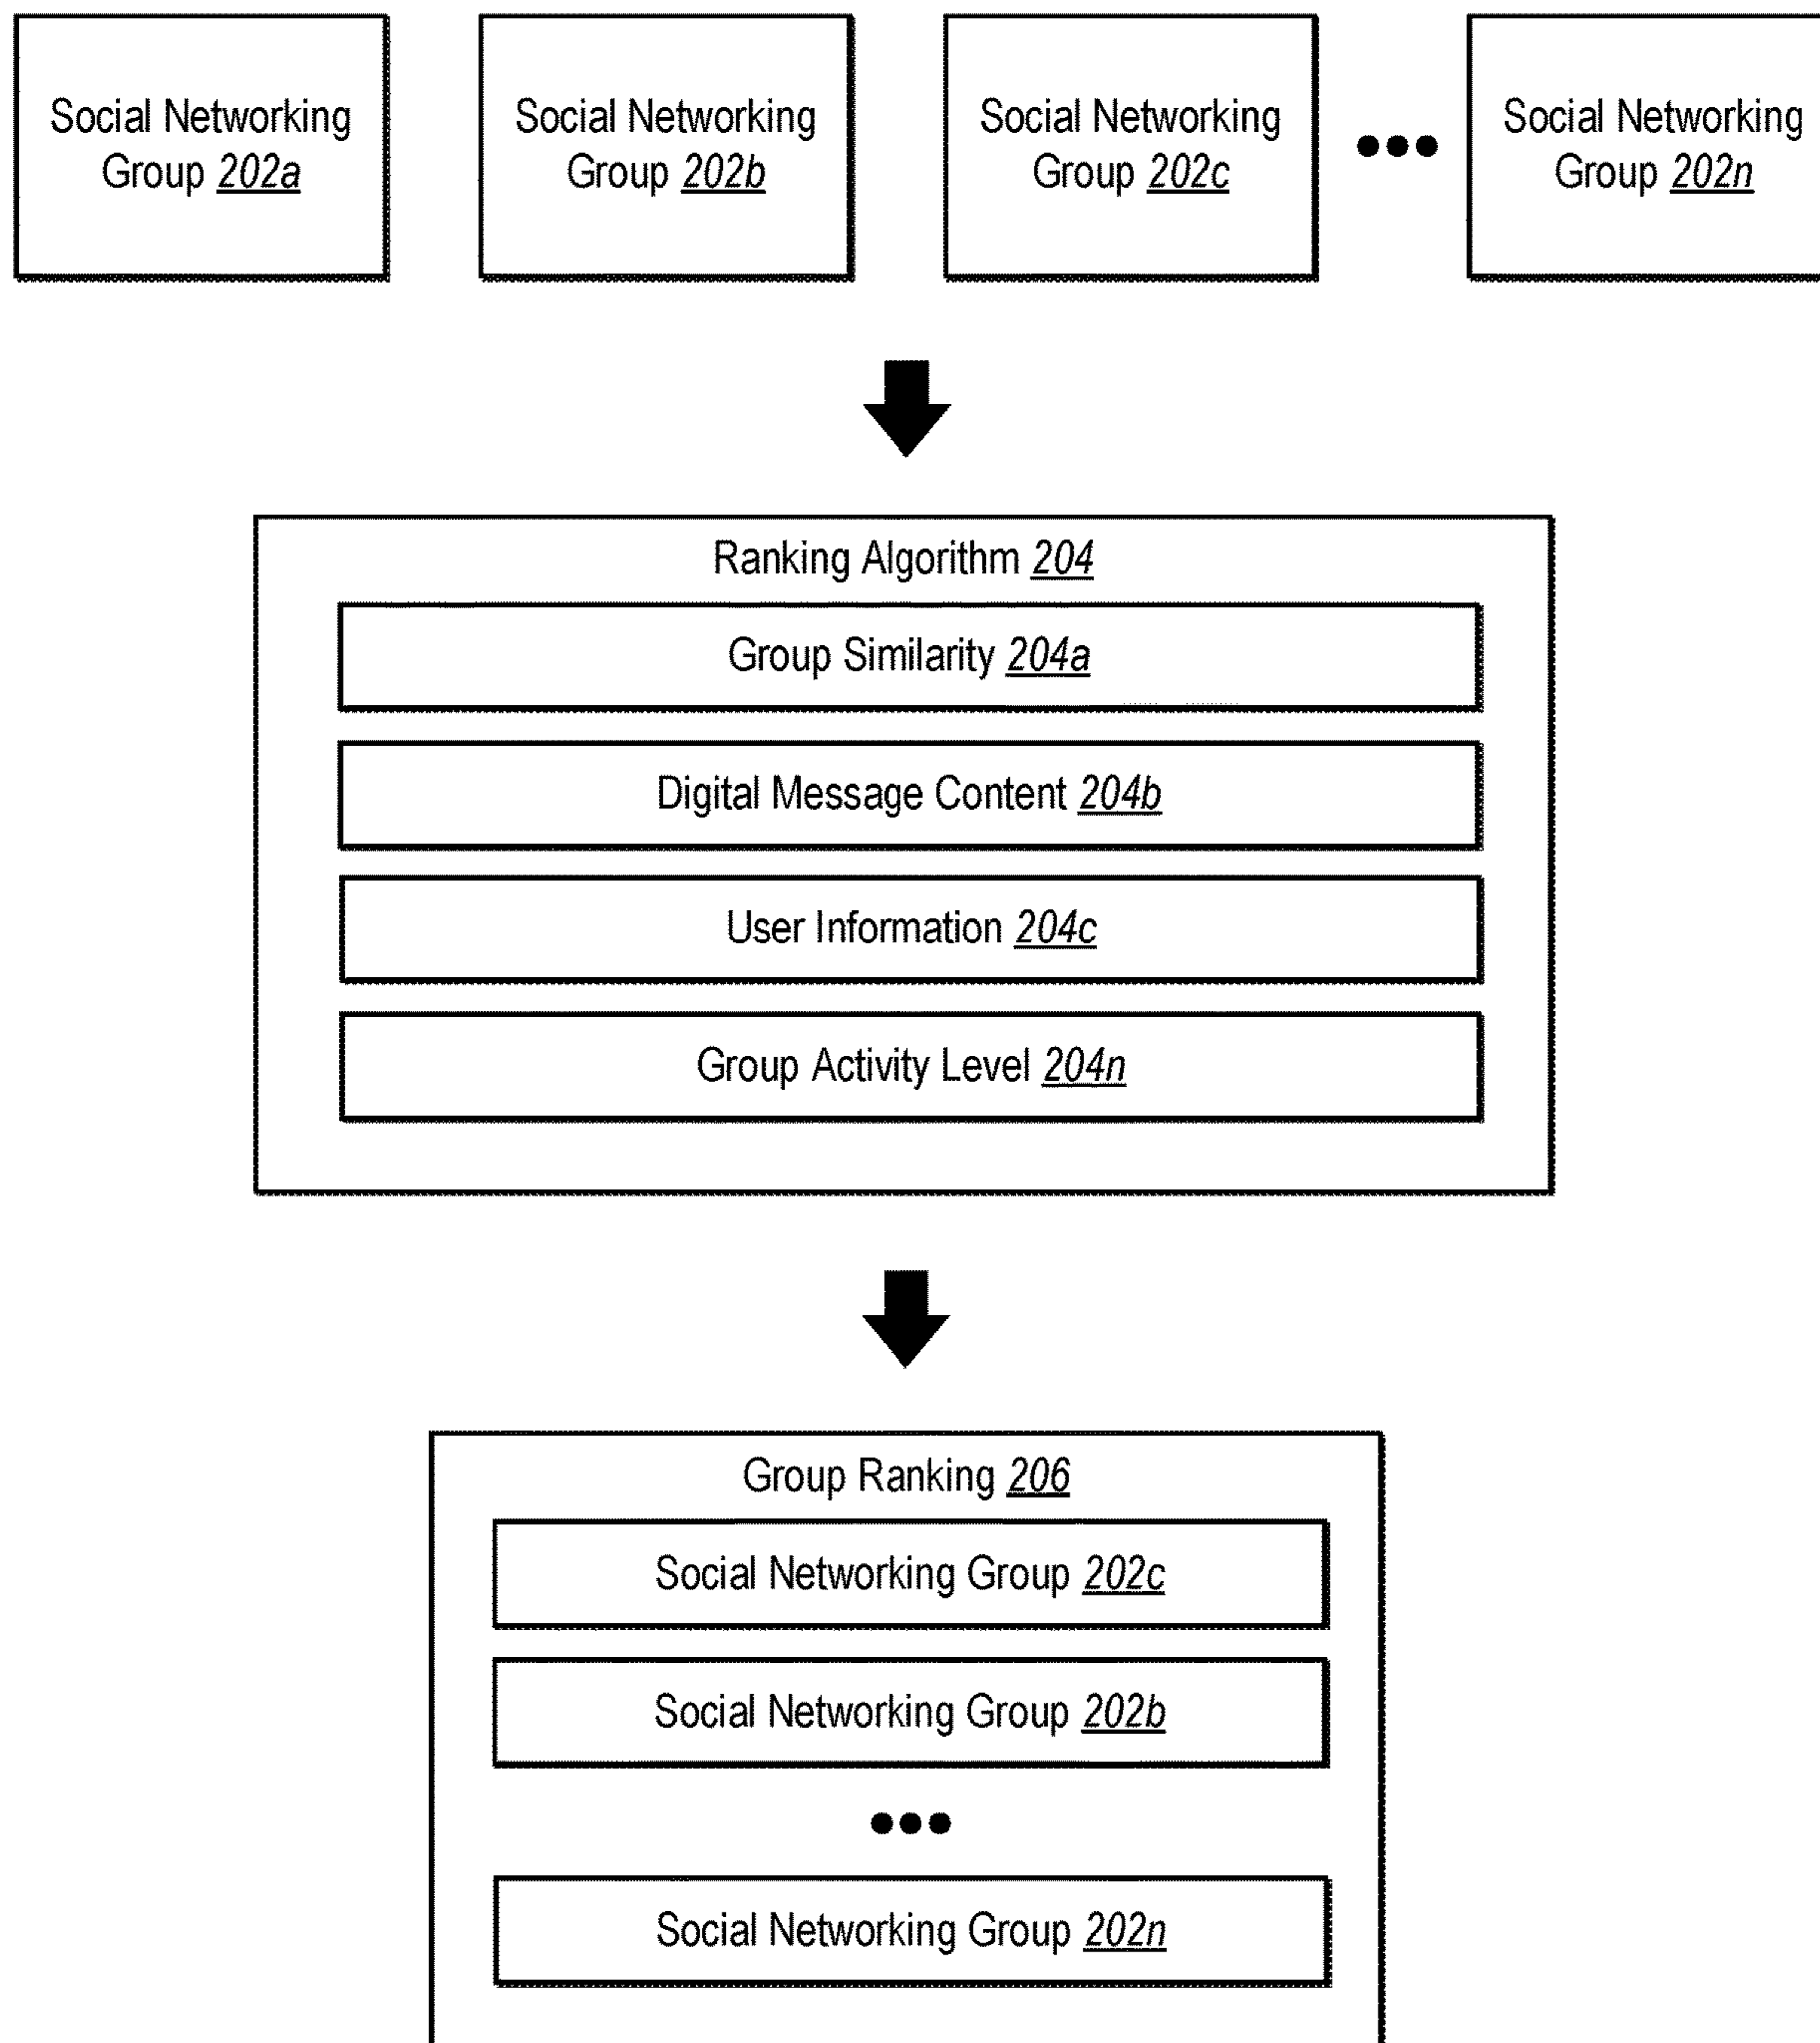 Social Networking
Group 202a
Social Networking
Group 202b
Social Networking
Group 202c
•••
Social Networking
Group 202n
Ranking Algorithm 204
Group Similarity 204a
Digital Message Content 204b
User Information 204c
Group Activity Level 204n
Group Ranking 206
Social Networking Group 202c
Social Networking Group 202b
•••
Social Networking Group 202n